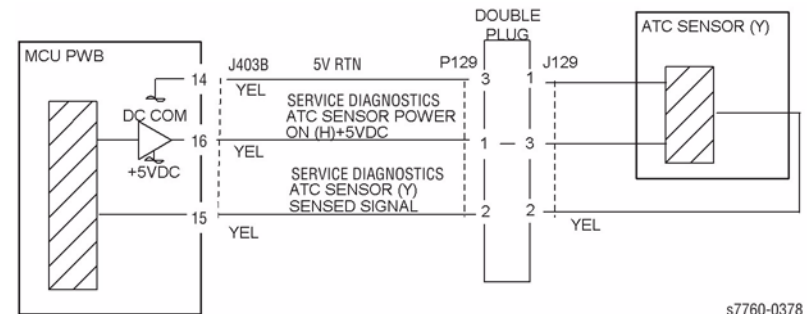 DOUBLE
PLUG
ATC SENSOR (Y)
MCU PWB
J403B 5V RTN P129 J129
14 3 1
YEL
DC COM
SERVICE DIAGNOSTICS
ATC SENSOR POWER
ON (H)+5VDC
16 1 3
YEL
+5VDC
SERVICE DIAGNOSTICS
ATC SENSOR (Y)
SENSED SIGNAL
15 2 2
YEL YEL
s7760-0378